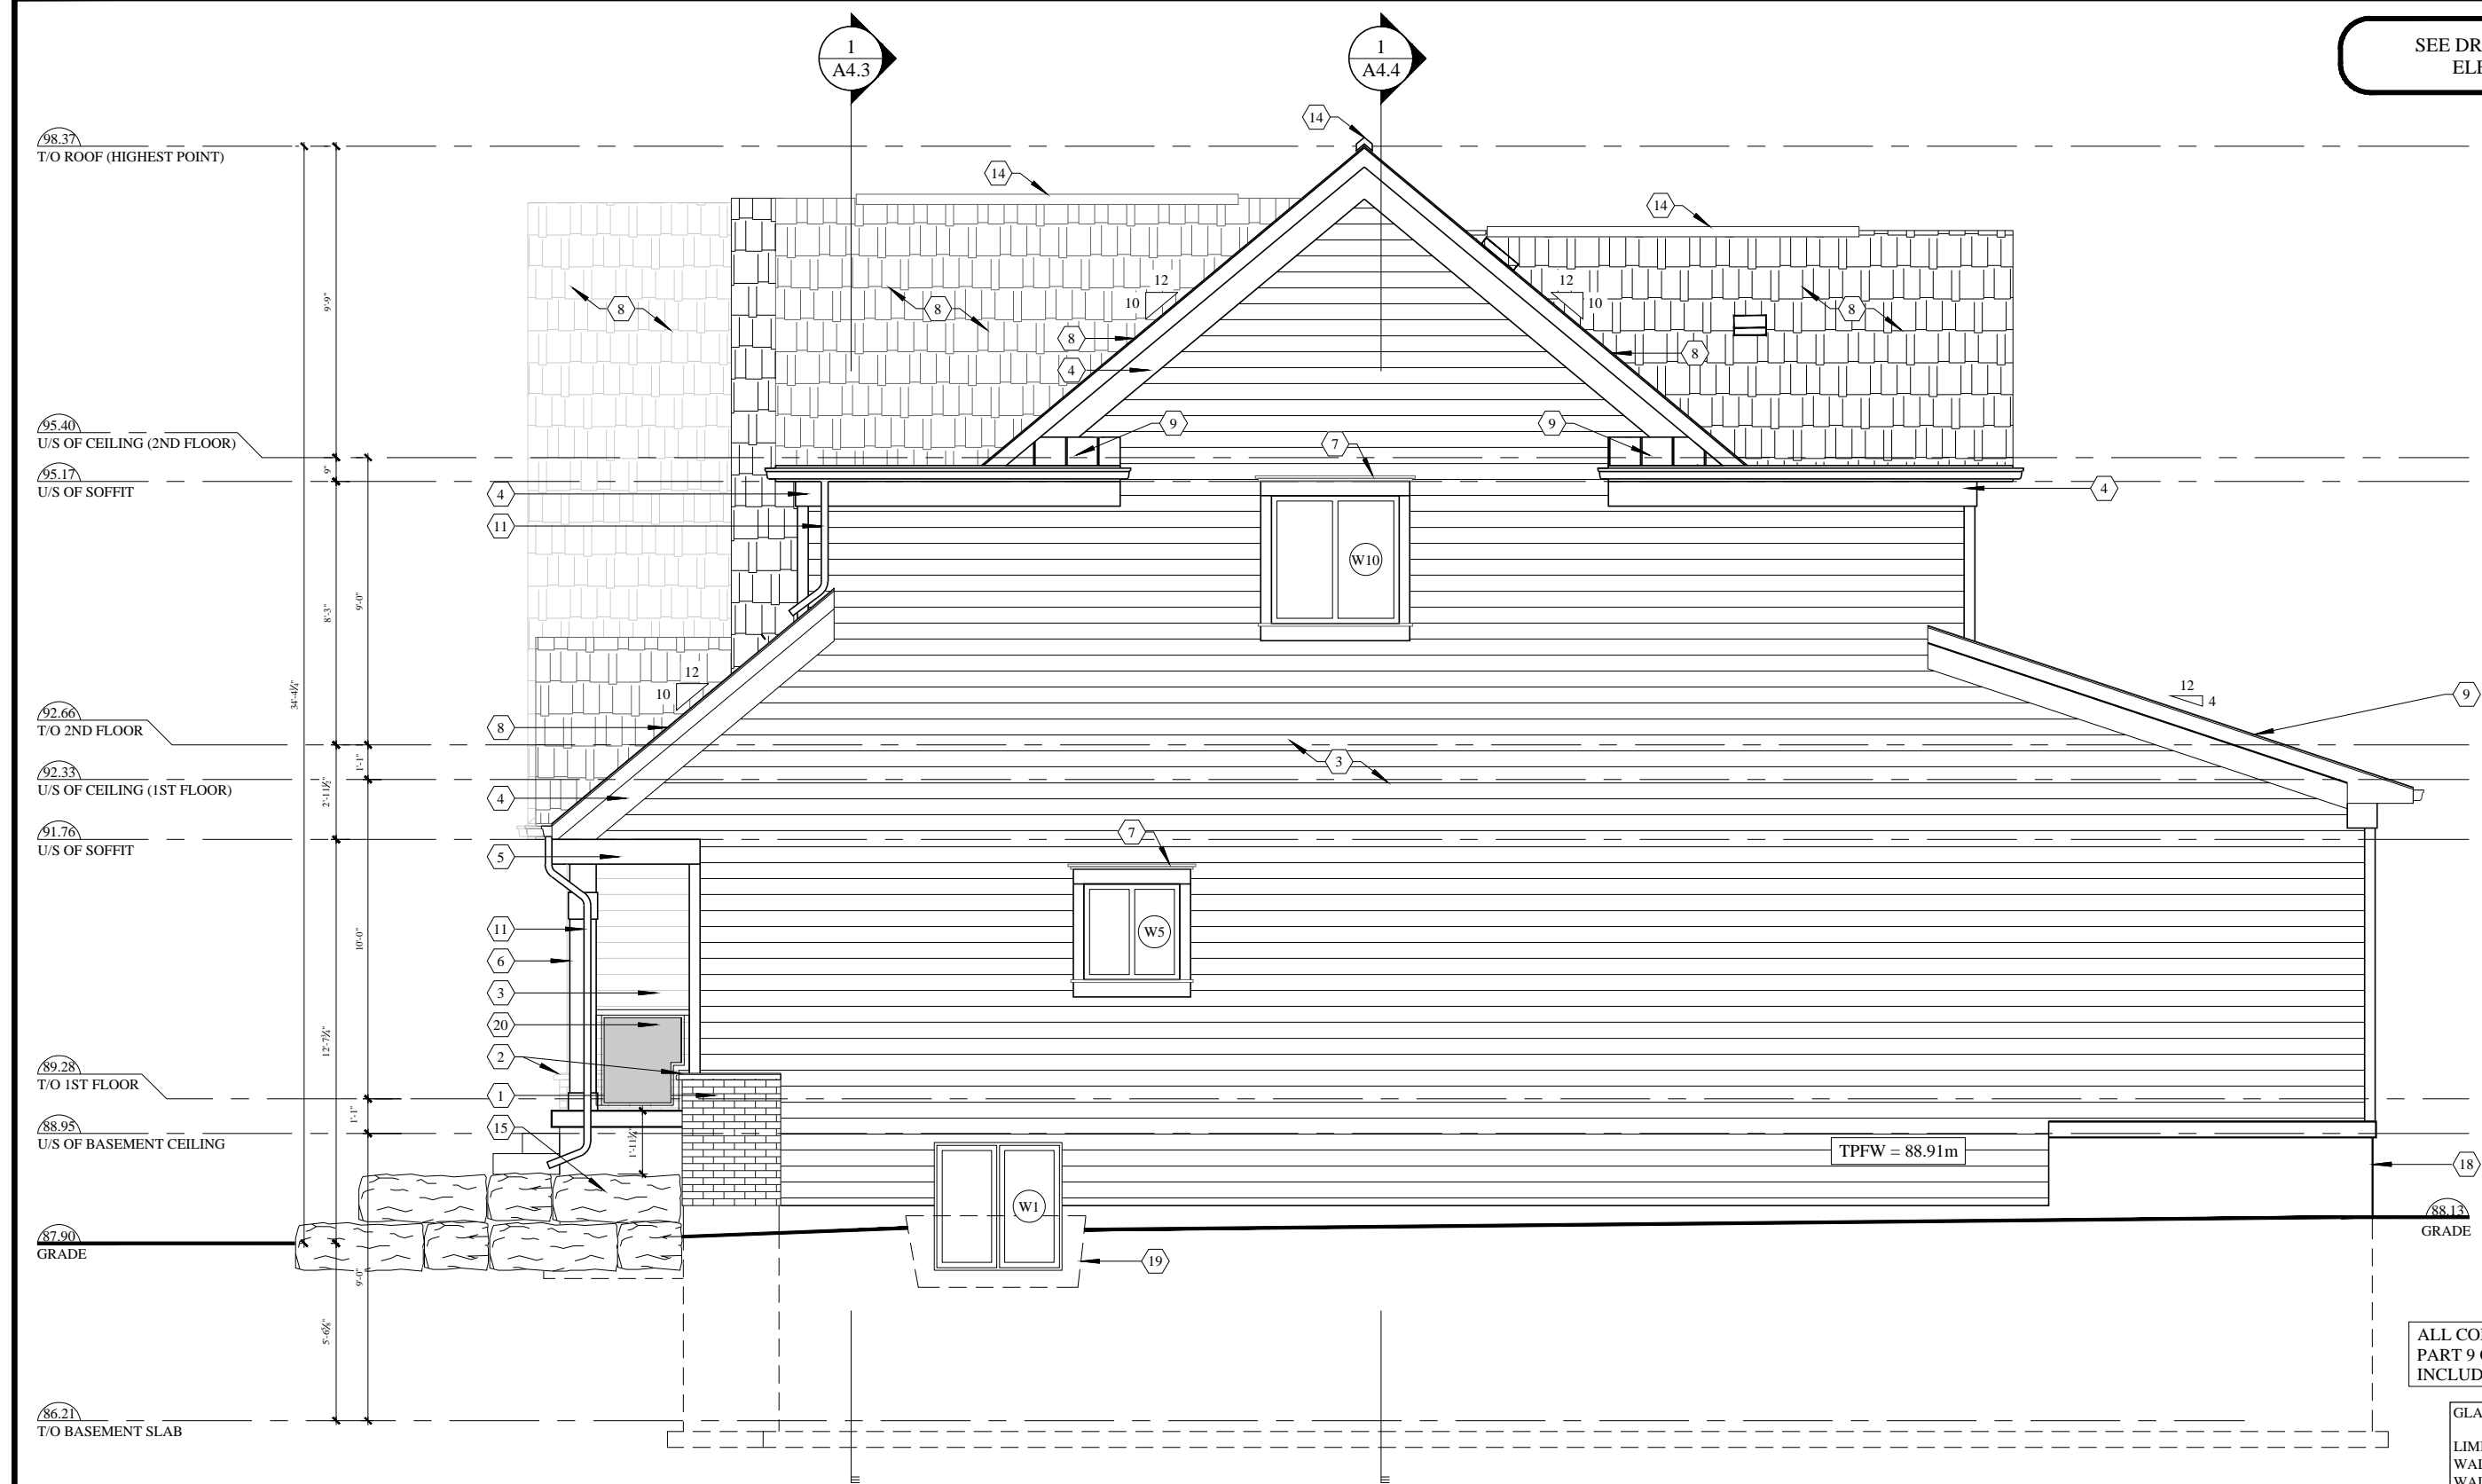 1
A4.3
1
A4.4
SEE DR
ELE
98.37
T/O ROOF (HIGHEST POINT)
14
14
14
9'-9"
8
8
8
12
10
12
10
8
8
4
95.40
U/S OF CEILING (2ND FLOOR)
9
9
7
9"
95.17
U/S OF SOFFIT
4
4
11
W10
8'-3"
9'-0"
34'-4¼"
12
10
12
4
9
92.66
T/O 2ND FLOOR
8
1'-1"
3
92.33
U/S OF CEILING (1ST FLOOR)
2'-11½"
4
91.76
U/S OF SOFFIT
7
5
11
W5
10'-0"
6
3
20
12'-7¼"
2
89.28
T/O 1ST FLOOR
1
1'-1"
88.95
U/S OF BASEMENT CEILING
15
1'-11¼"
TPFW = 88.91m
18
W1
88.13
GRADE
87.90
GRADE
19
9'-0"
ALL CO
PART 9
INCLUD
86.21
T/O BASEMENT SLAB
GLA
LIM
WAL
WAL